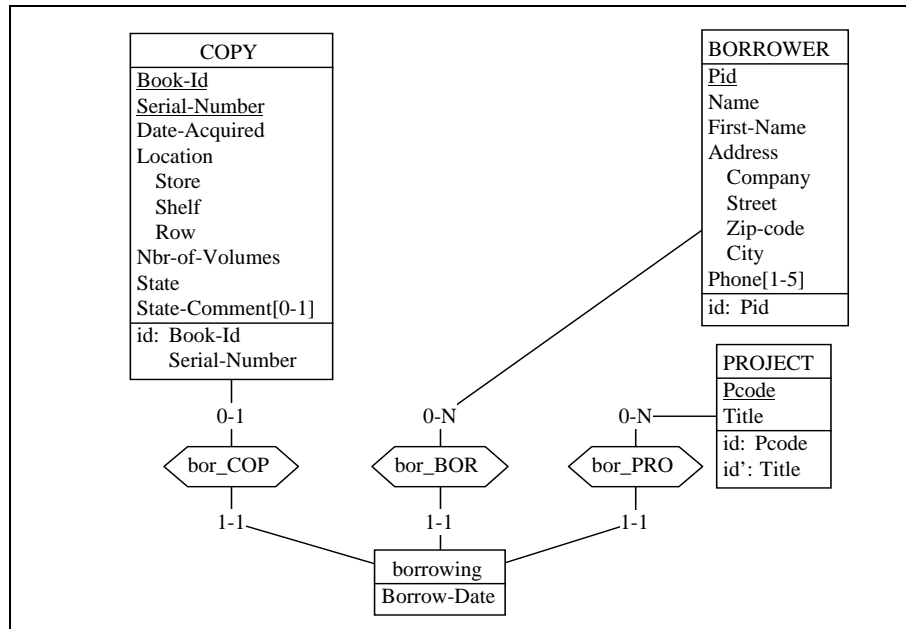 COPY
Book-Id
Serial-Number
Date-Acquired
Location
Store
Shelf
Row
Nbr-of-Volumes
State
State-Comment[0-1]
id: Book-Id
Serial-Number
BORROWER
Pid
Name
First-Name
Address
Company
Street
Zip-code
City
Phone[1-5]
id: Pid
PROJECT
Pcode
Title
id: Pcode
id’: Title
0-1
0-N
0-N
bor_COP
bor_BOR
bor_PRO
1-1
1-1
1-1
borrowing
Borrow-Date